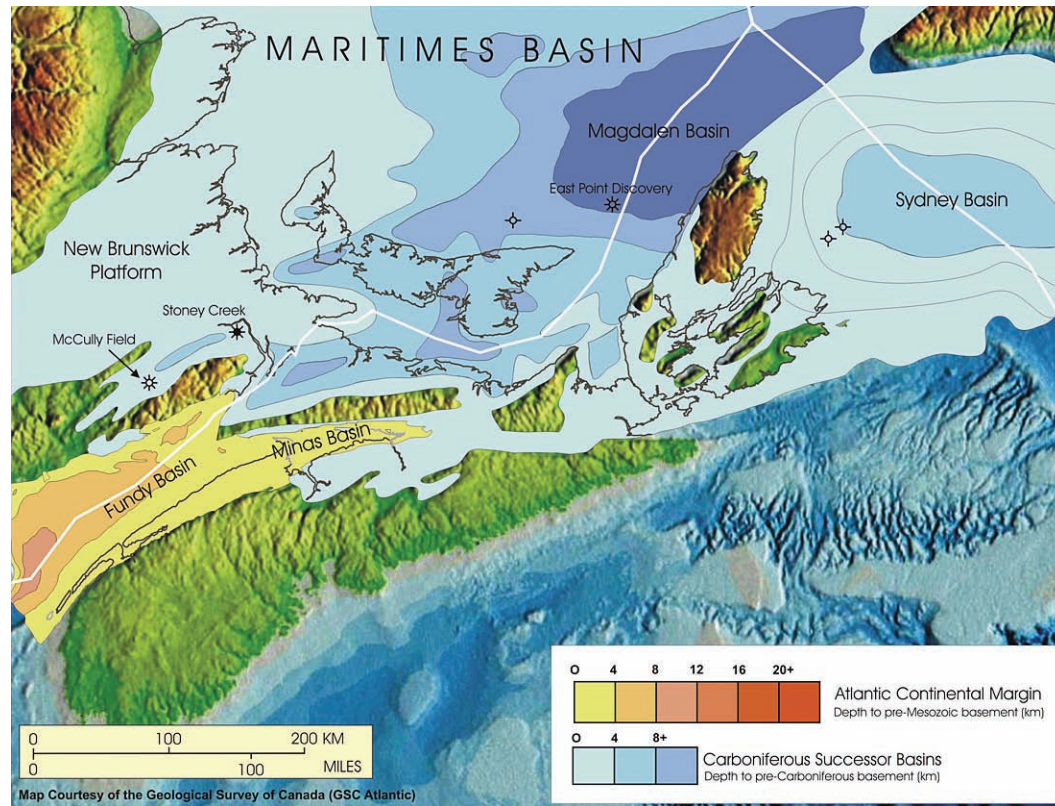 MARITIMES BASIN
Magdalen Basin
East Point Discovery
Sydney Basin
New Brunswick
Platform
Stoney Creek
McCully Field
Minas Basin
Fundy Basin
O 4 8 12 16 20+
Atlantic Continental Margin
Depth to pre-Mesozoic basement (km)
O 4 8+
Carboniferous Successor Basins
Depth to pre-Carboniferous basement (km)
0 100 200 KM
0 100 MILES
Map Courtesy of the Geological Survey of Canada (GSC Atlantic)